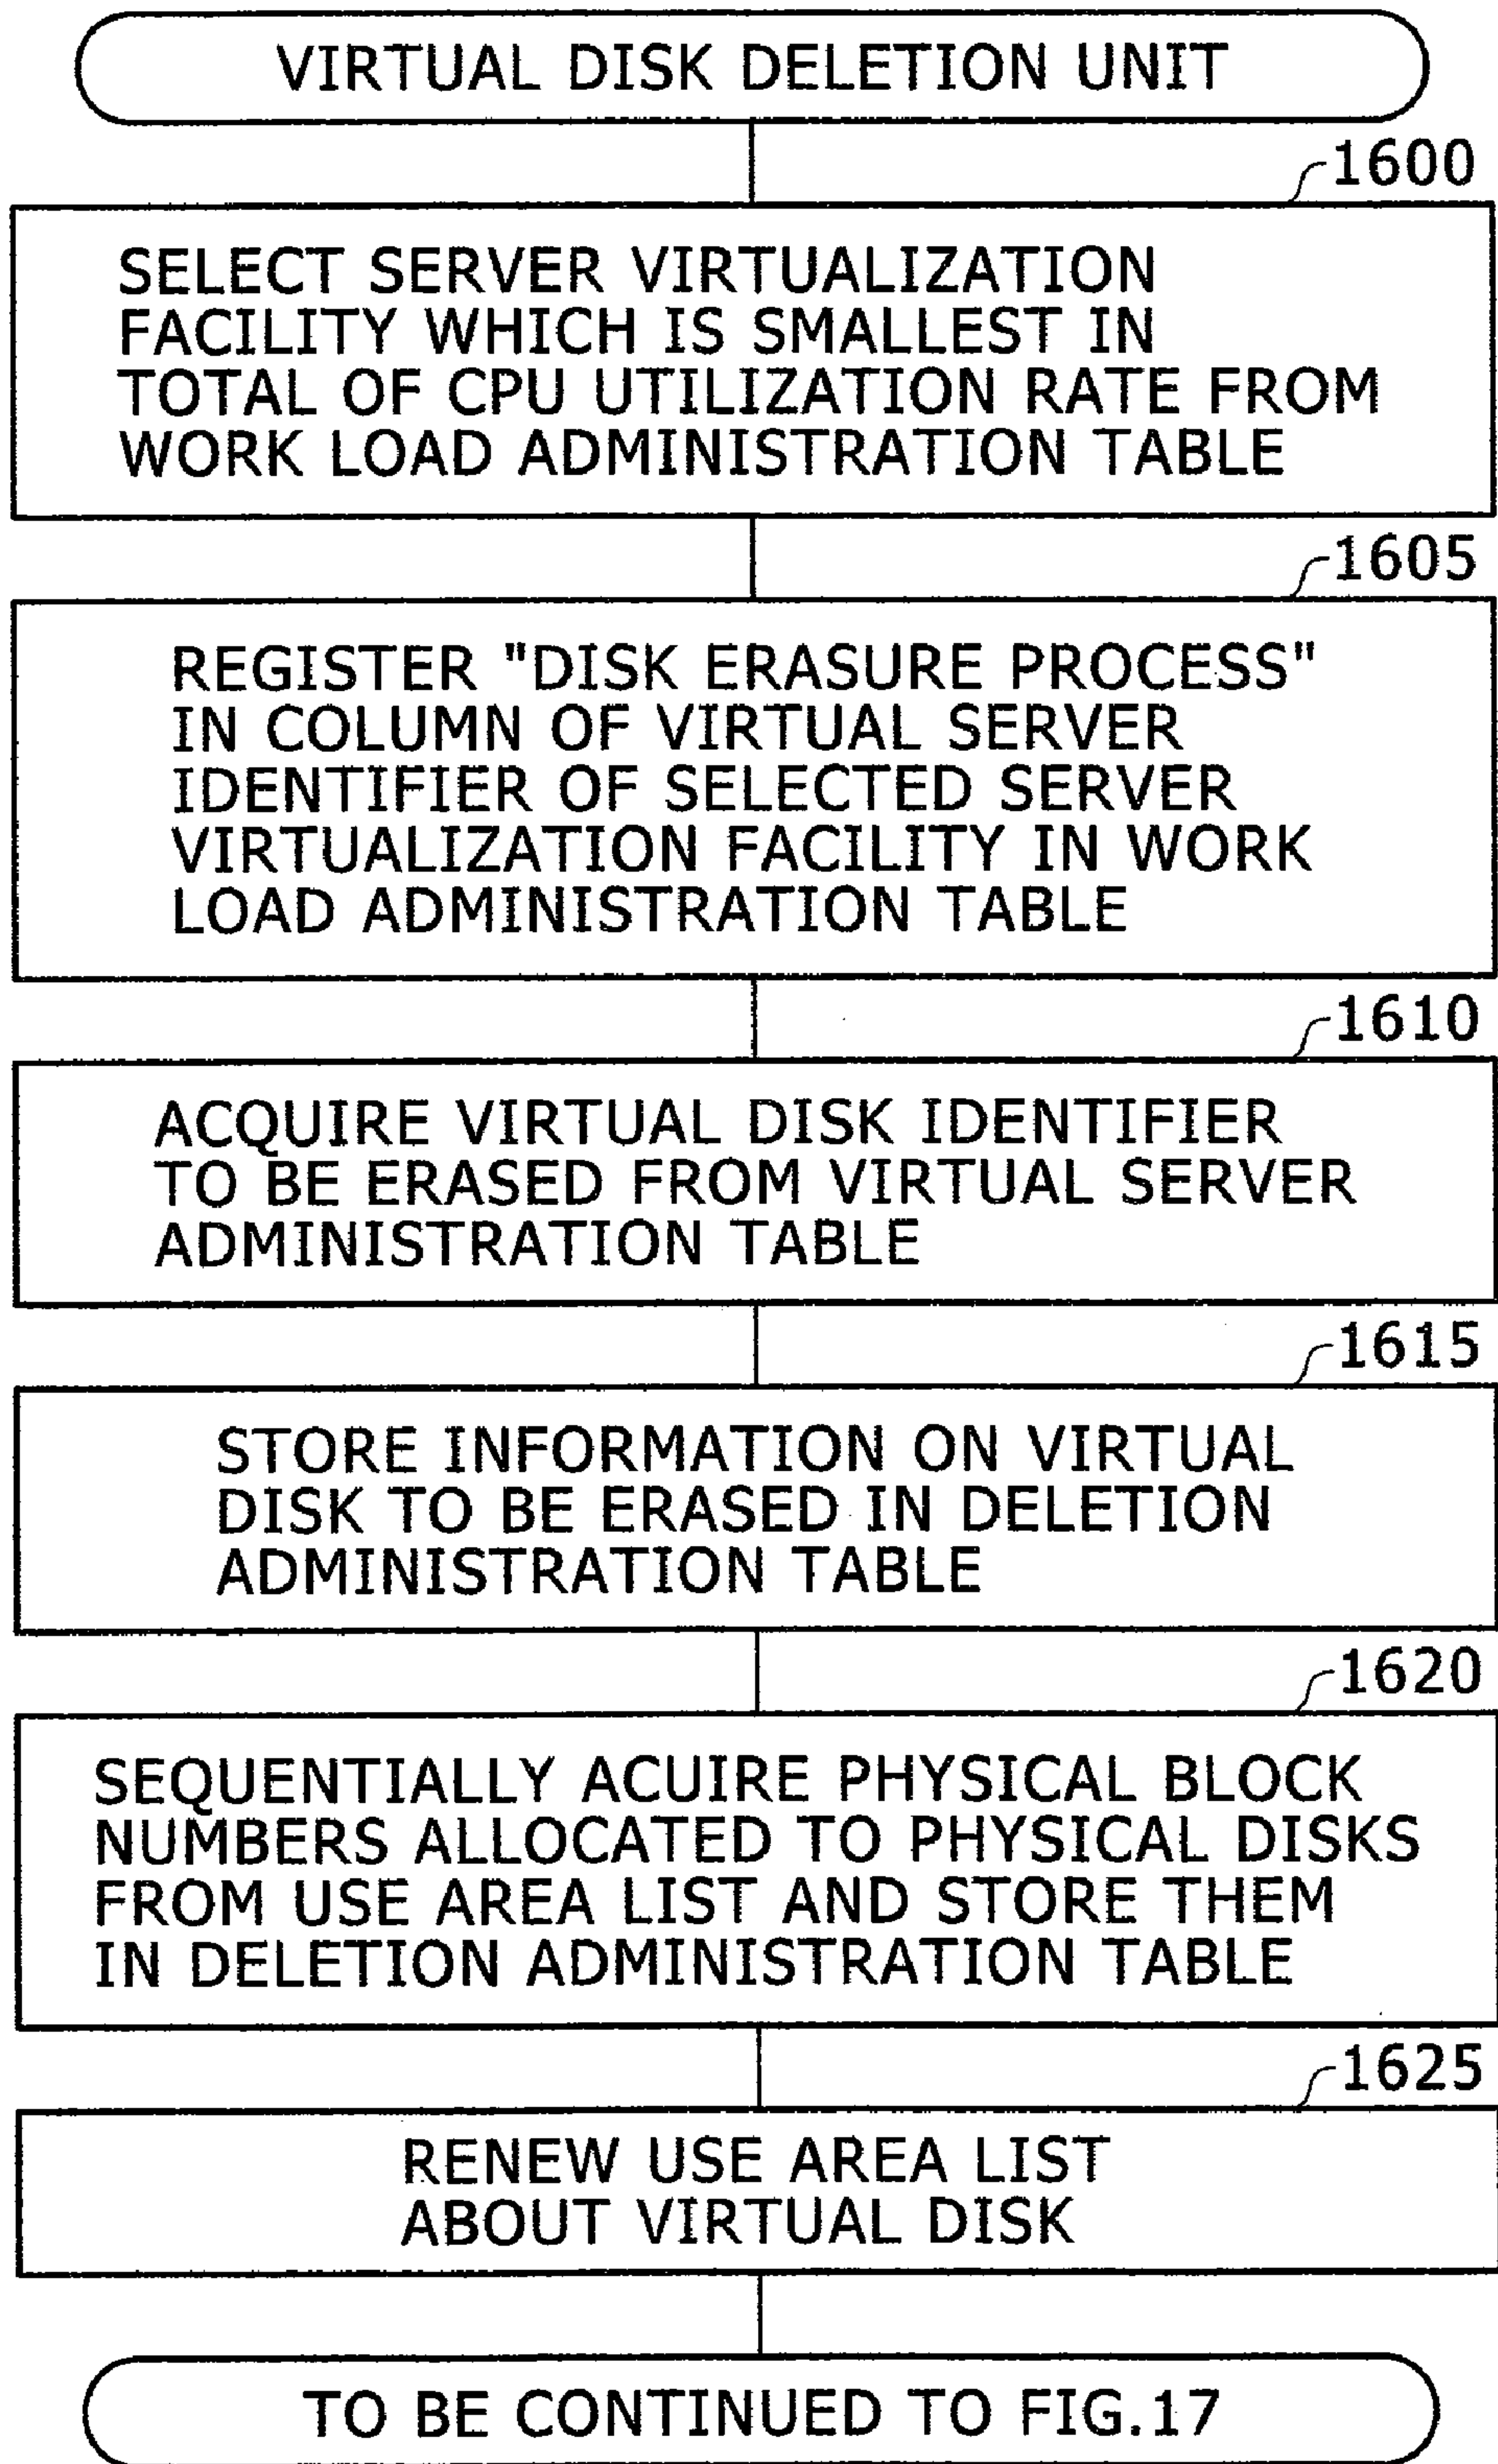 VIRTUAL DISK DELETION UNIT
1600
SELECT SERVER VIRTUALIZATION
FACILITY WHICH IS SMALLEST IN
TOTAL OF CPU UTILIZATION RATE FROM
WORK LOAD ADMINISTRATION TABLE
1605
REGISTER "DISK ERASURE PROCESS"
IN COLUMN OF VIRTUAL SERVER
IDENTIFIER OF SELECTED SERVER
VIRTUALIZATION FACILITY IN WORK
LOAD ADMINISTRATION TABLE
1610
ACQUIRE VIRTUAL DISK IDENTIFIER
TO BE ERASED FROM VIRTUAL SERVER
ADMINISTRATION TABLE
1615
STORE INFORMATION ON VIRTUAL
DISK TO BE ERASED IN DELETION
ADMINISTRATION TABLE
1620
SEQUENTIALLY ACUIRE PHYSICAL BLOCK
NUMBERS ALLOCATED TO PHYSICAL DISKS
FROM USE AREA LIST AND STORE THEM
IN DELETION ADMINISTRATION TABLE
1625
RENEW USE AREA LIST
ABOUT VIRTUAL DISK
TO BE CONTINUED TO FIG.17